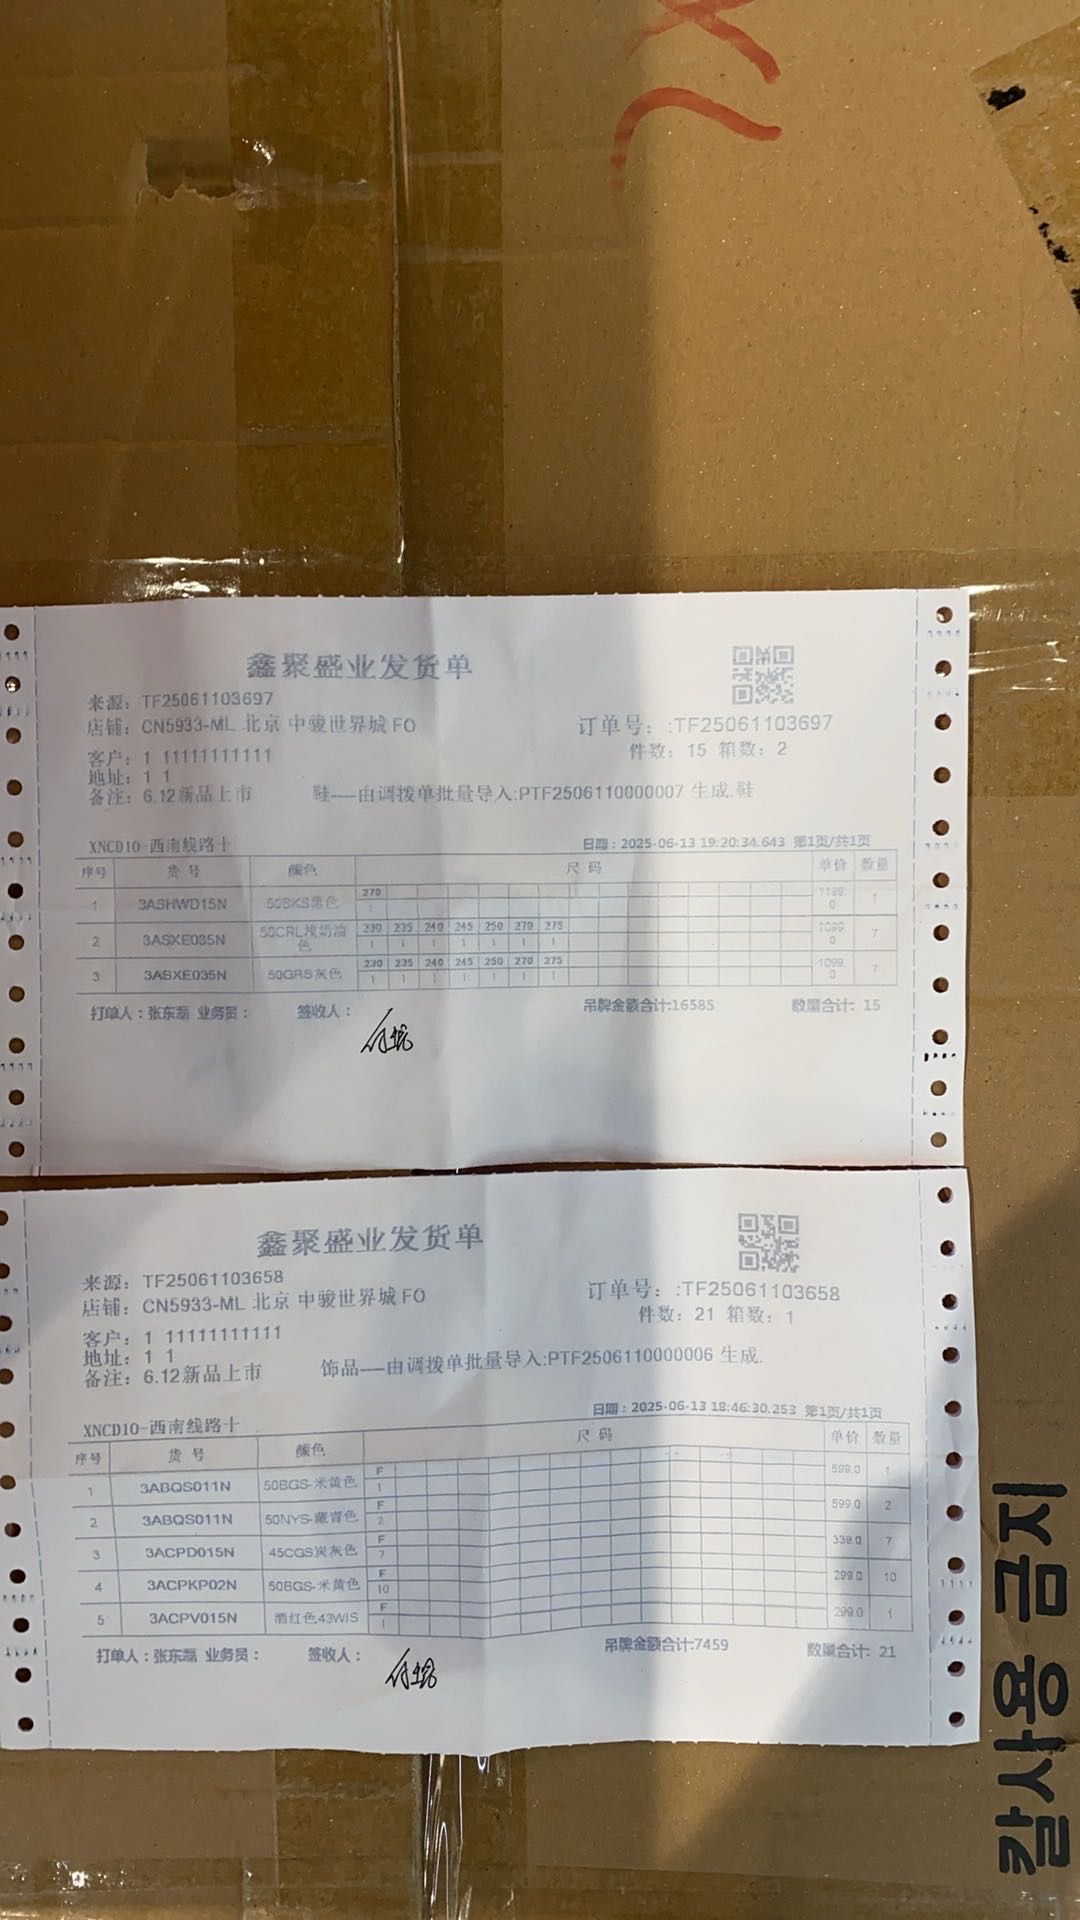 鑫聚盛业发货单
来源：TF25061103697
店铺：CN5933-ML 北京 中骏世界城 FO
订单号：:TF25061103697
件数：15 箱数：2
客户：1 11111111111
地址：1 1
备注：6.12新品上市 鞋----由调拨单批量导入:PTF2506110000007 生成.鞋
XNCD10-西南线路十
日期：2025-06-13 19:20:34.643 第1页/共1页
序号 货号 颜色 尺码 单价 数量
1 3ASHWD15N 50BKS黑色 270 1199.0 1
1
2 3ASXE035N 50CRL浅奶油色 230 235 240 245 250 270 275 1099.0 7
1 1 1 1 1 1 1
3 3ASXE035N 50GRS灰色 230 235 240 245 250 270 275 1099.0 7
1 1 1 1 1 1 1
打单人：张东磊 业务员： 签收人： 吊牌金额合计:16585 数量合计：15
鑫聚盛业发货单
来源：TF25061103658
店铺：CN5933-ML 北京 中骏世界城 FO
订单号：:TF25061103658
件数：21 箱数：1
客户：1 11111111111
地址：1 1
备注：6.12新品上市 饰品----由调拨单批量导入:PTF2506110000006 生成.
XNCD10-西南线路十
日期：2025-06-13 18:46:30.253 第1页/共1页
序号 货号 颜色 尺码 单价 数量
1 3ABQS011N 50BGS-米黄色 F 599.0 1
1
2 3ABQS011N 50NYS-藏青色 F 599.0 2
2
3 3ACPD015N 45CGS炭灰色 F 339.0 7
7
4 3ACPKP02N 50BGS-米黄色 F 299.0 10
10
5 3ACPV015N 酒红色,43WIS F 299.0 1
1
打单人：张东磊 业务员： 签收人： 吊牌金额合计:7459 数量合计：21
칼사용 금지